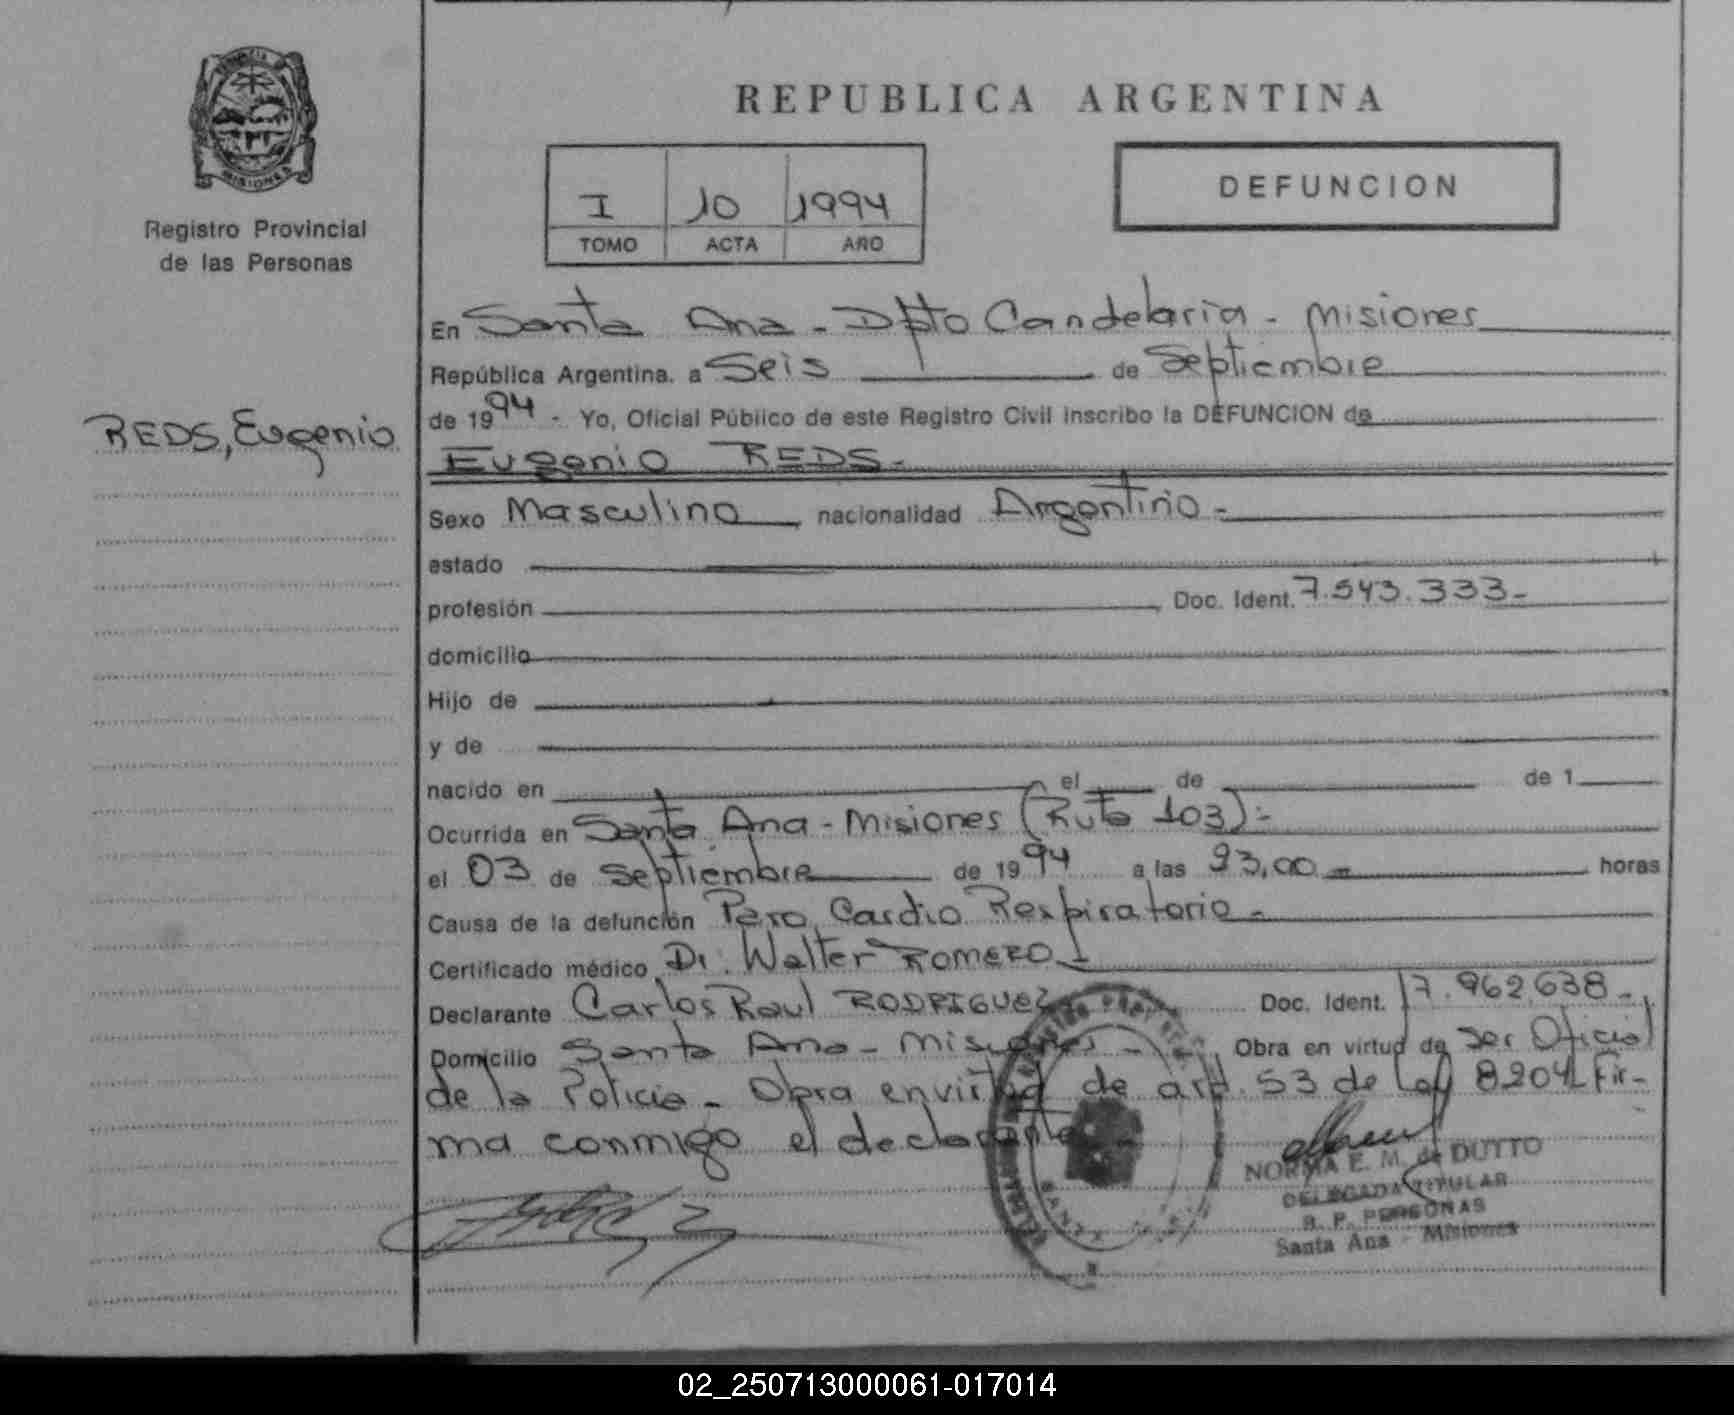 REPUBLICA ARGENTINA
MISIONES
Registro Provincial
de las Personas
I 10 1994
TOMO ACTA AÑO
DEFUNCION
En Santa Ana - Dpto Candelaria - Misiones
República Argentina. a Seis de Septiembre
de 1994 - Yo, Oficial Público de este Registro Civil Inscribo la DEFUNCION de
REDS, Eugenio
Eugenio REDS.-
Sexo Masculino, nacionalidad Argentino -
estado
profesión, Doc. Ident. 7.543.333-
domicilio
Hijo de
y de
nacido en el de de 1
Ocurrida en Santa Ana - Misiones (Ruta 103) -
el 03 de Septiembre de 1994 a las 23,00 - horas
Causa de la defunción Paro Cardio Respiratorio -
Certificado médico Dr. Walter ROMERO -
Declarante Carlos Raul RODRIGUEZ Doc. Ident. 17.962.638 -
Domicilio Santa Ana - Misiones - Obra en virtud de Ser Oficial
de la Policia - Obra en virtud de art. 53 de Ley 8204 Fir-
ma conmigo el declarante
NORMA E. M. de DUTTO
DELEGADA TITULAR
R. P. PERSONAS
Santa Ana - Misiones
02_250713000061-017014